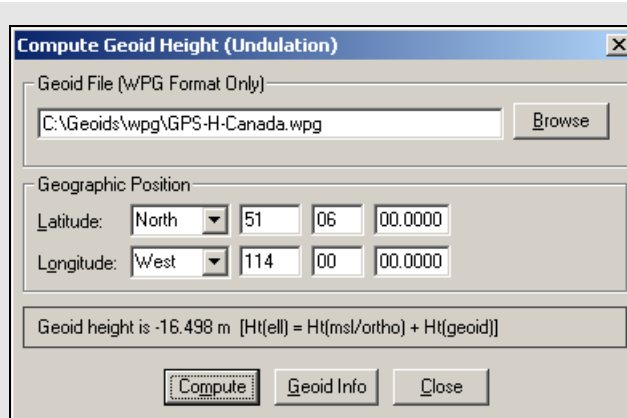 Compute Geoid Height (Undulation)
Geoid File (WPG Format Only)
C:\Geoids\wpg\GPS-H-Canada.wpg Browse
Geographic Position
Latitude: North 51 06 00.0000
Longitude: West 114 00 00.0000
Geoid height is -16.498 m [Ht(ell) = Ht(msl/ortho) + Ht(geoid)]
Compute Geoid Info Close